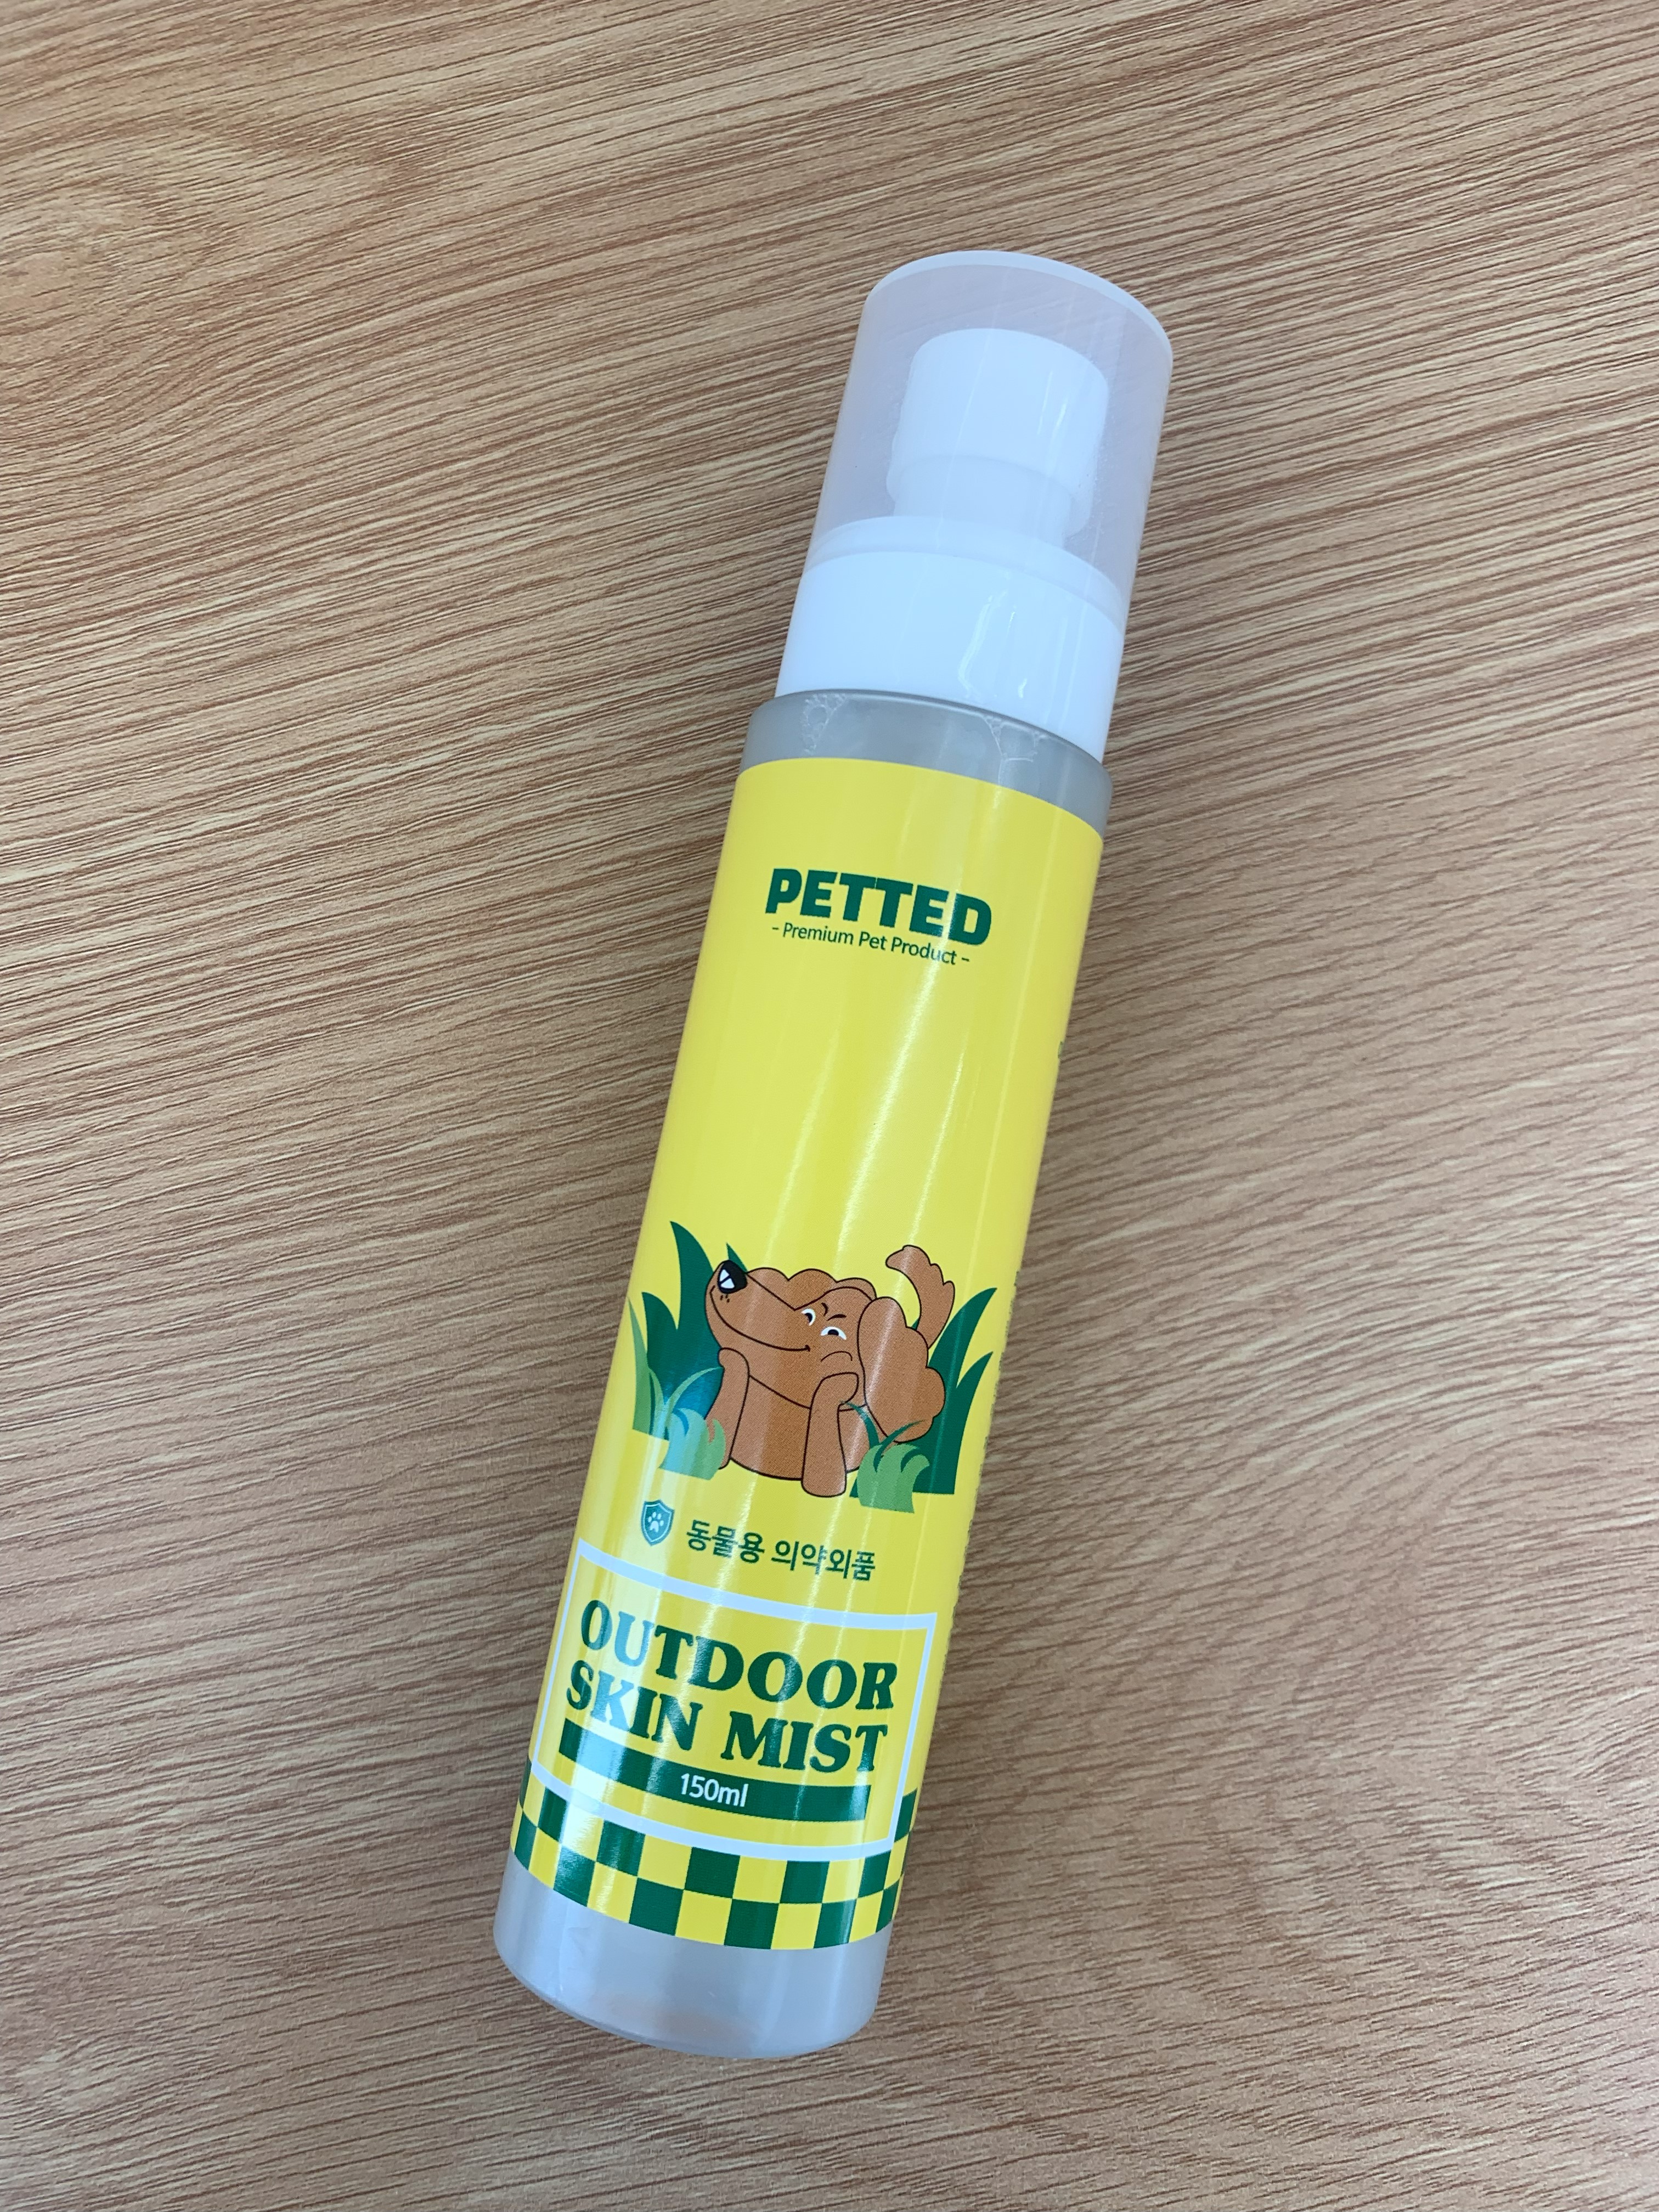 PETTED
- Premium Pet Product -
동물용 의약외품
OUTDOOR
SKIN MIST
150ml